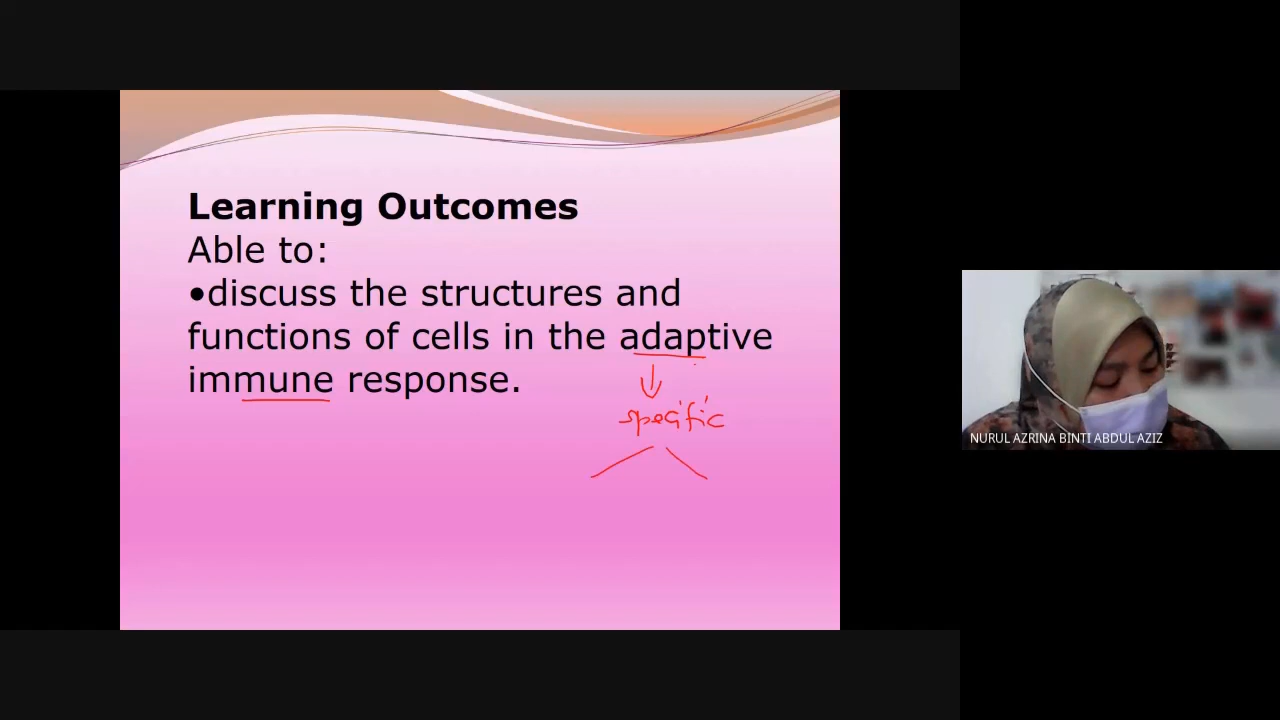 Learning Outcomes
Able to:
•discuss the structures and
functions of cells in the adaptive
immune response.
specific
NURUL AZRINA BINTI ABDUL AZIZ